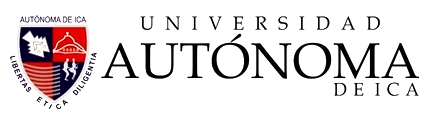 AUTÓNOMA DE ICA
LIBERTAS ETICA DILIGENTIA
UNIVERSIDAD
AUTÓNOMA
DE ICA